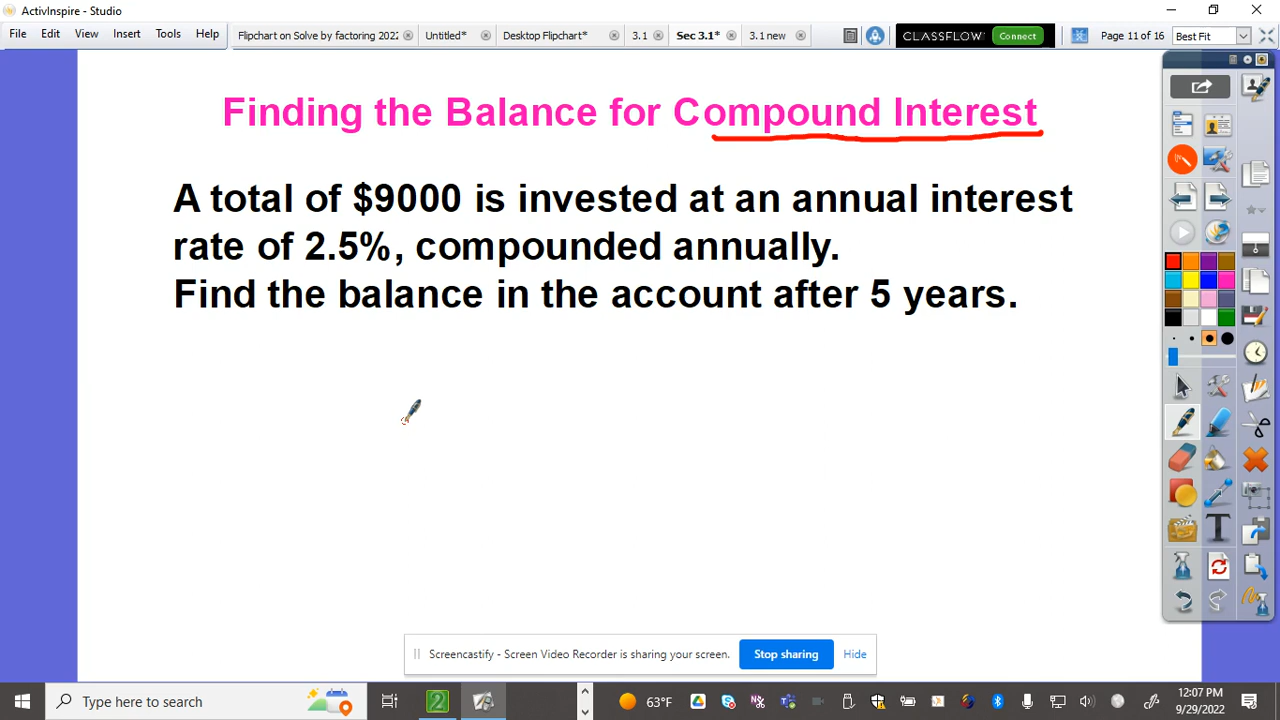 ActivInspire - Studio
File Edit View Insert Tools Help
Flipchart on Solve by factoring 2022 Untitled* Desktop Flipchart* 3.1 Sec 3.1* 3.1 new
CLASSFLOW Connect
Page 11 of 16
Best Fit
Finding the Balance for Compound Interest
A total of $9000 is invested at an annual interest
rate of 2.5%, compounded annually.
Find the balance in the account after 5 years.
Screencastify - Screen Video Recorder is sharing your screen. Stop sharing Hide
Type here to search
63°F
12:07 PM
9/29/2022